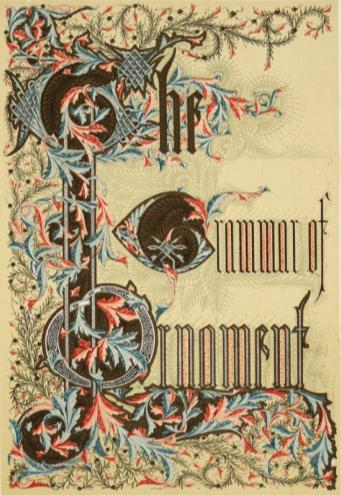 The
Grammar of
Ornament